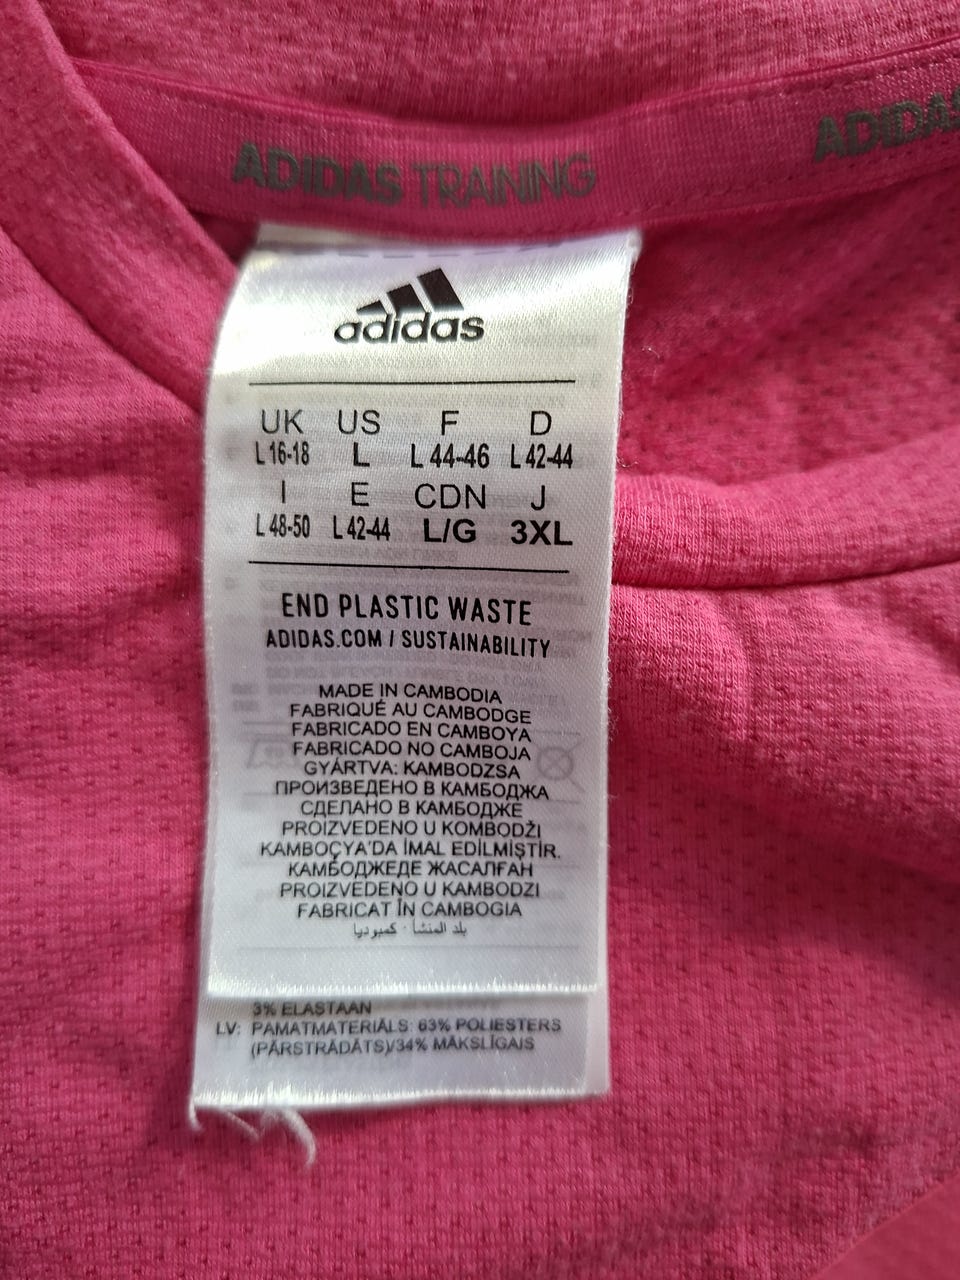 ADIDAS TRAINING
ADIDAS
adidas
UK US F D
L 16-18 L L 44-46 L 42-44
I E CDN J
L 48-50 L 42-44 L/G 3XL
END PLASTIC WASTE
ADIDAS.COM / SUSTAINABILITY
MADE IN CAMBODIA
FABRIQUÉ AU CAMBODGE
FABRICADO EN CAMBOYA
FABRICADO NO CAMBOJA
GYÁRTVA: KAMBODZSA
ПРОИЗВЕДЕНО В КАМБОДЖА
СДЕЛАНО В КАМБОДЖЕ
PROIZVEDENO U KOMBODŽI
KAMBOÇYA'DA İMAL EDİLMİŞTİR.
КАМБОДЖЕДЕ ЖАСАЛҒАН
PROIZVEDENO U KAMBODZI
FABRICAT ÎN CAMBOGIA
بلد المنشأ · كمبوديا
3% ELASTAAN
LV: PAMATMATERIĀLS: 63% POLIESTERS
(PĀRSTRĀDĀTS)/34% MĀKSLĪGAIS